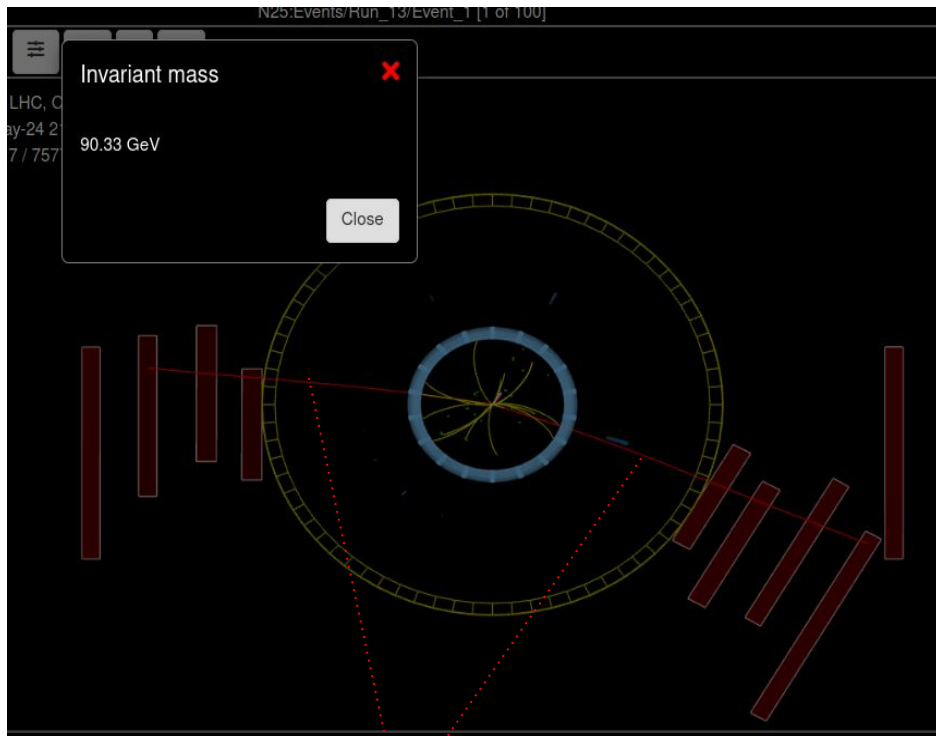 N25:Events/Run_13/Event_1 [1 of 100]
Invariant mass
LHC, C
ay-24 2
90.33 GeV
7 / 757
Close